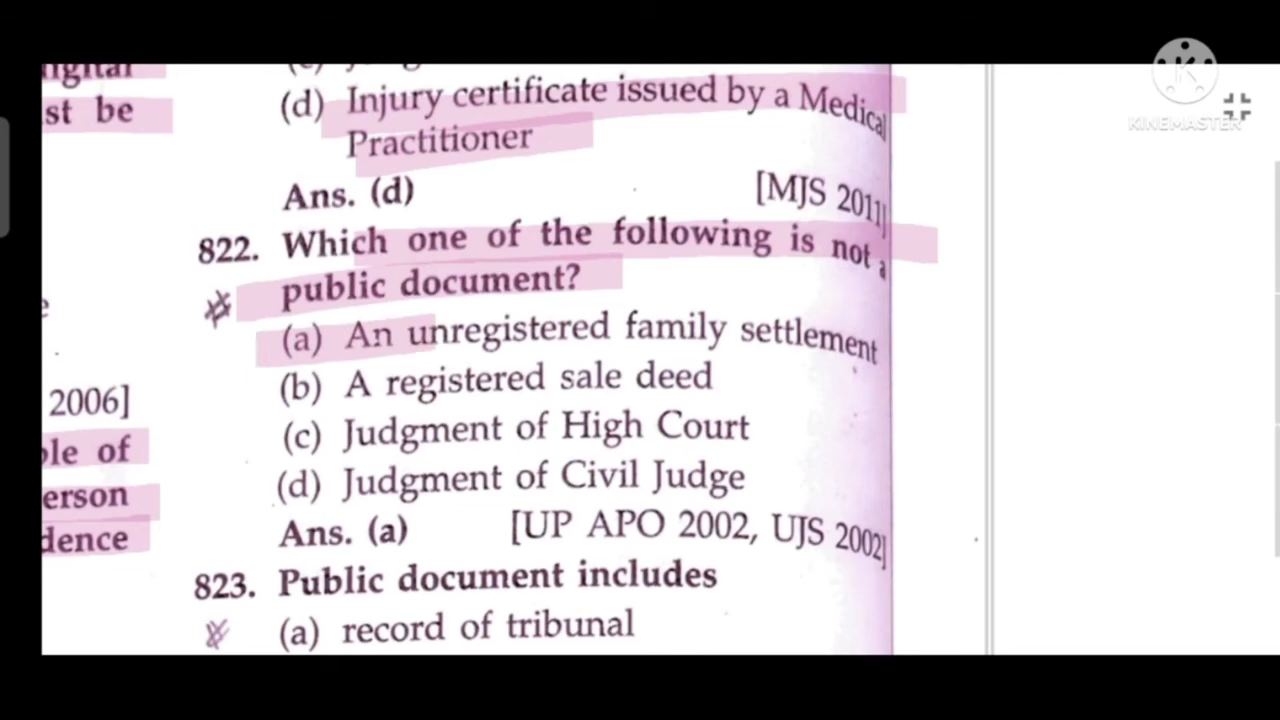 st be
2006]
erson
dence
(d) Injury certificate issued by a Medical
Practitioner
Ans. (d) [MJS 2011]
822. Which one of the following is not a
public document?
(a) An unregistered family settlement
(b) A registered sale deed
(c) Judgment of High Court
(d) Judgment of Civil Judge
Ans. (a) [UP APO 2002, UJS 2002]
823. Public document includes
(a) record of tribunal
K
KINEMASTER